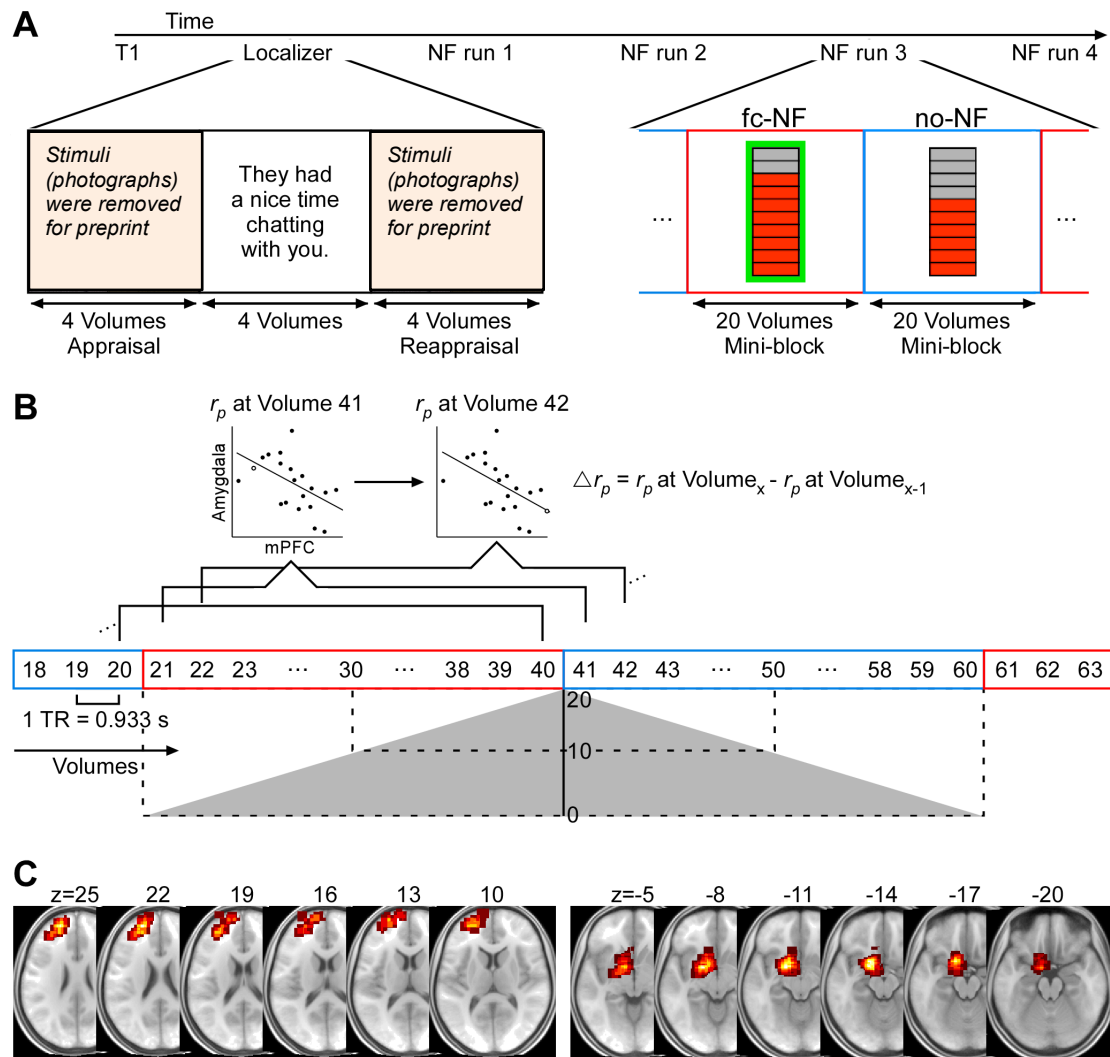 A
Time
T1 Localizer NF run 1 NF run 2 NF run 3 NF run 4
Stimuli
(photographs)
were removed
for preprint
They had
a nice time
chatting
with you.
Stimuli
(photographs)
were removed
for preprint
4 Volumes
Appraisal
4 Volumes
4 Volumes
Reappraisal
fc-NF
no-NF
...
...
20 Volumes
Mini-block
20 Volumes
Mini-block
B
rp at Volume 41
rp at Volume 42
Amygdala
mPFC
△rp = rp at Volumex - rp at Volumex-1
...
...
18 19 20 21 22 23 ... 30 ... 38 39 40 41 42 43 ... 50 ... 58 59 60 61 62 63
1 TR = 0.933 s
Volumes
20
10
0
C
z=25 22 19 16 13 10
z=-5 -8 -11 -14 -17 -20